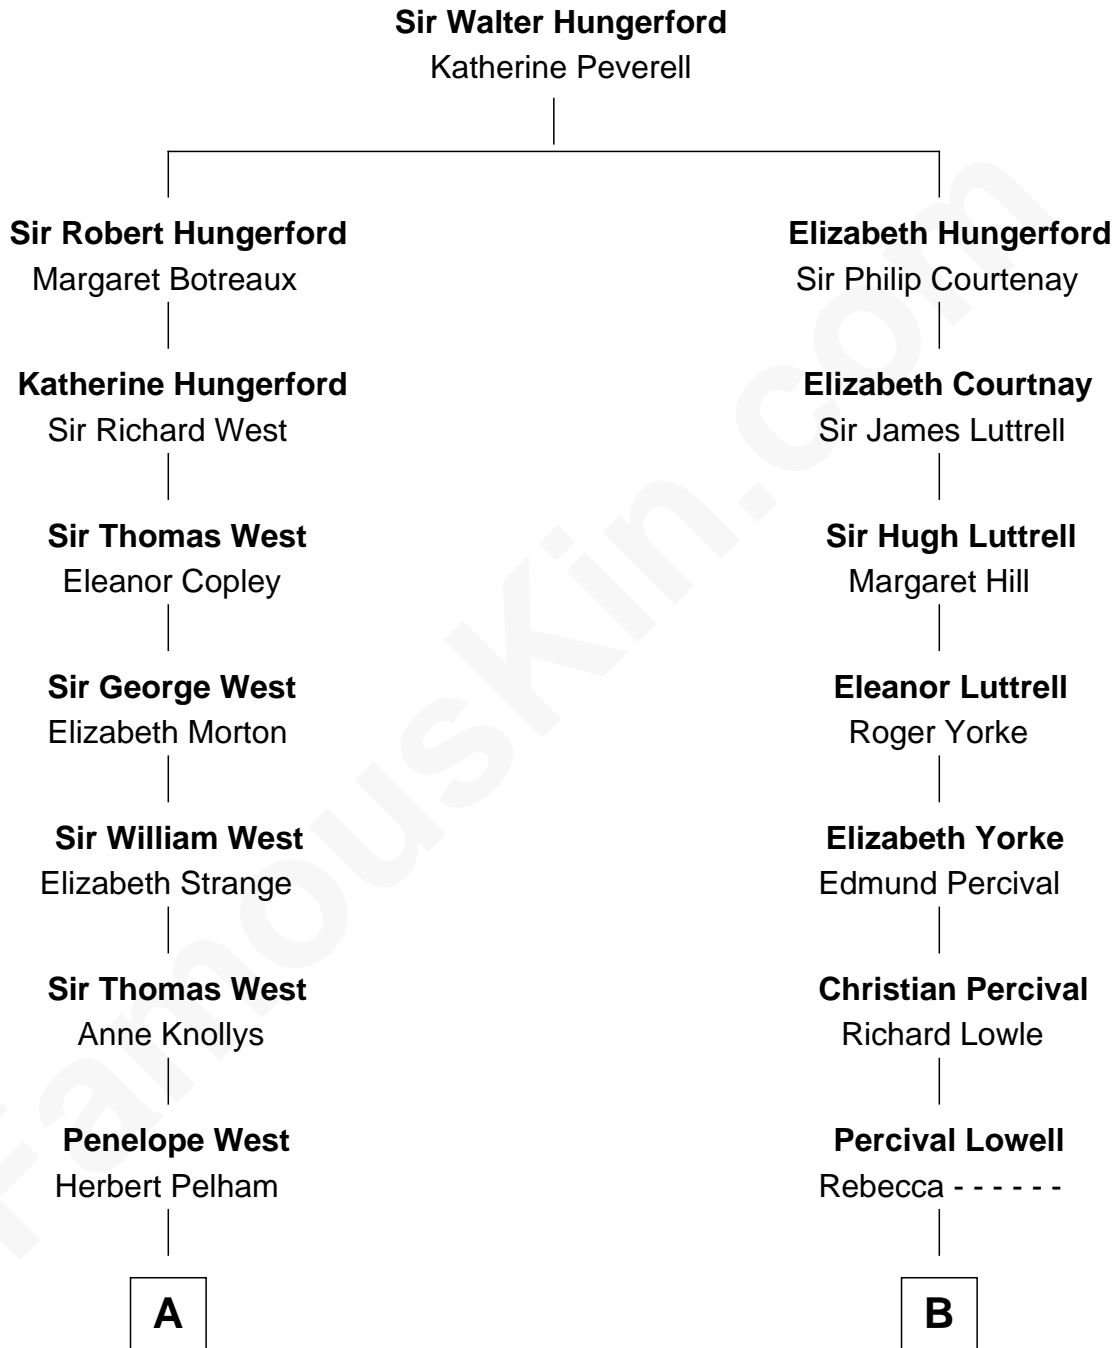 Sir Walter Hungerford
Katherine Peverell
Sir Robert Hungerford
Margaret Botreaux
Elizabeth Hungerford
Sir Philip Courtenay
Katherine Hungerford
Sir Richard West
Elizabeth Courtnay
Sir James Luttrell
Sir Thomas West
Eleanor Copley
Sir Hugh Luttrell
Margaret Hill
Sir George West
Elizabeth Morton
Eleanor Luttrell
Roger Yorke
Sir William West
Elizabeth Strange
Elizabeth Yorke
Edmund Percival
Sir Thomas West
Anne Knollys
Christian Percival
Richard Lowle
Penelope West
Herbert Pelham
Percival Lowell
Rebecca - - - - - -
A
B
FamousKin.com